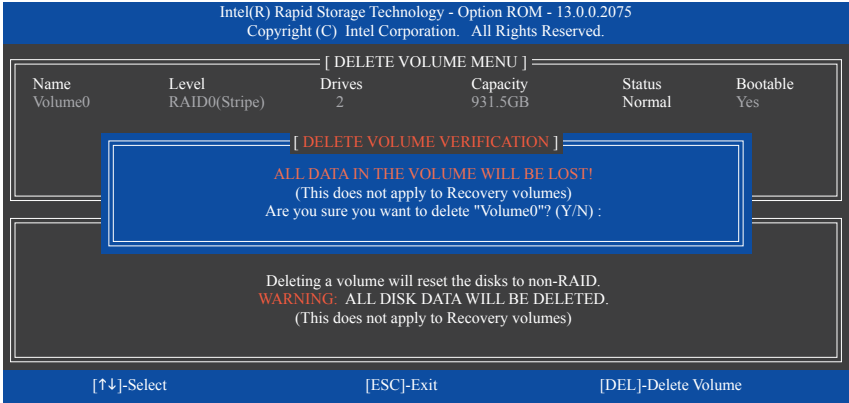 Intel(R) Rapid Storage Technology - Option ROM - 13.0.0.2075
Copyright (C) Intel Corporation. All Rights Reserved.
[ DELETE VOLUME MENU ]
Name Level Drives Capacity Status Bootable
Volume0 RAID0(Stripe) 2 931.5GB Normal Yes
[ DELETE VOLUME VERIFICATION ]
ALL DATA IN THE VOLUME WILL BE LOST!
(This does not apply to Recovery volumes)
Are you sure you want to delete "Volume0"? (Y/N) :
Deleting a volume will reset the disks to non-RAID.
WARNING: ALL DISK DATA WILL BE DELETED.
(This does not apply to Recovery volumes)
[↑↓]-Select [ESC]-Exit [DEL]-Delete Volume